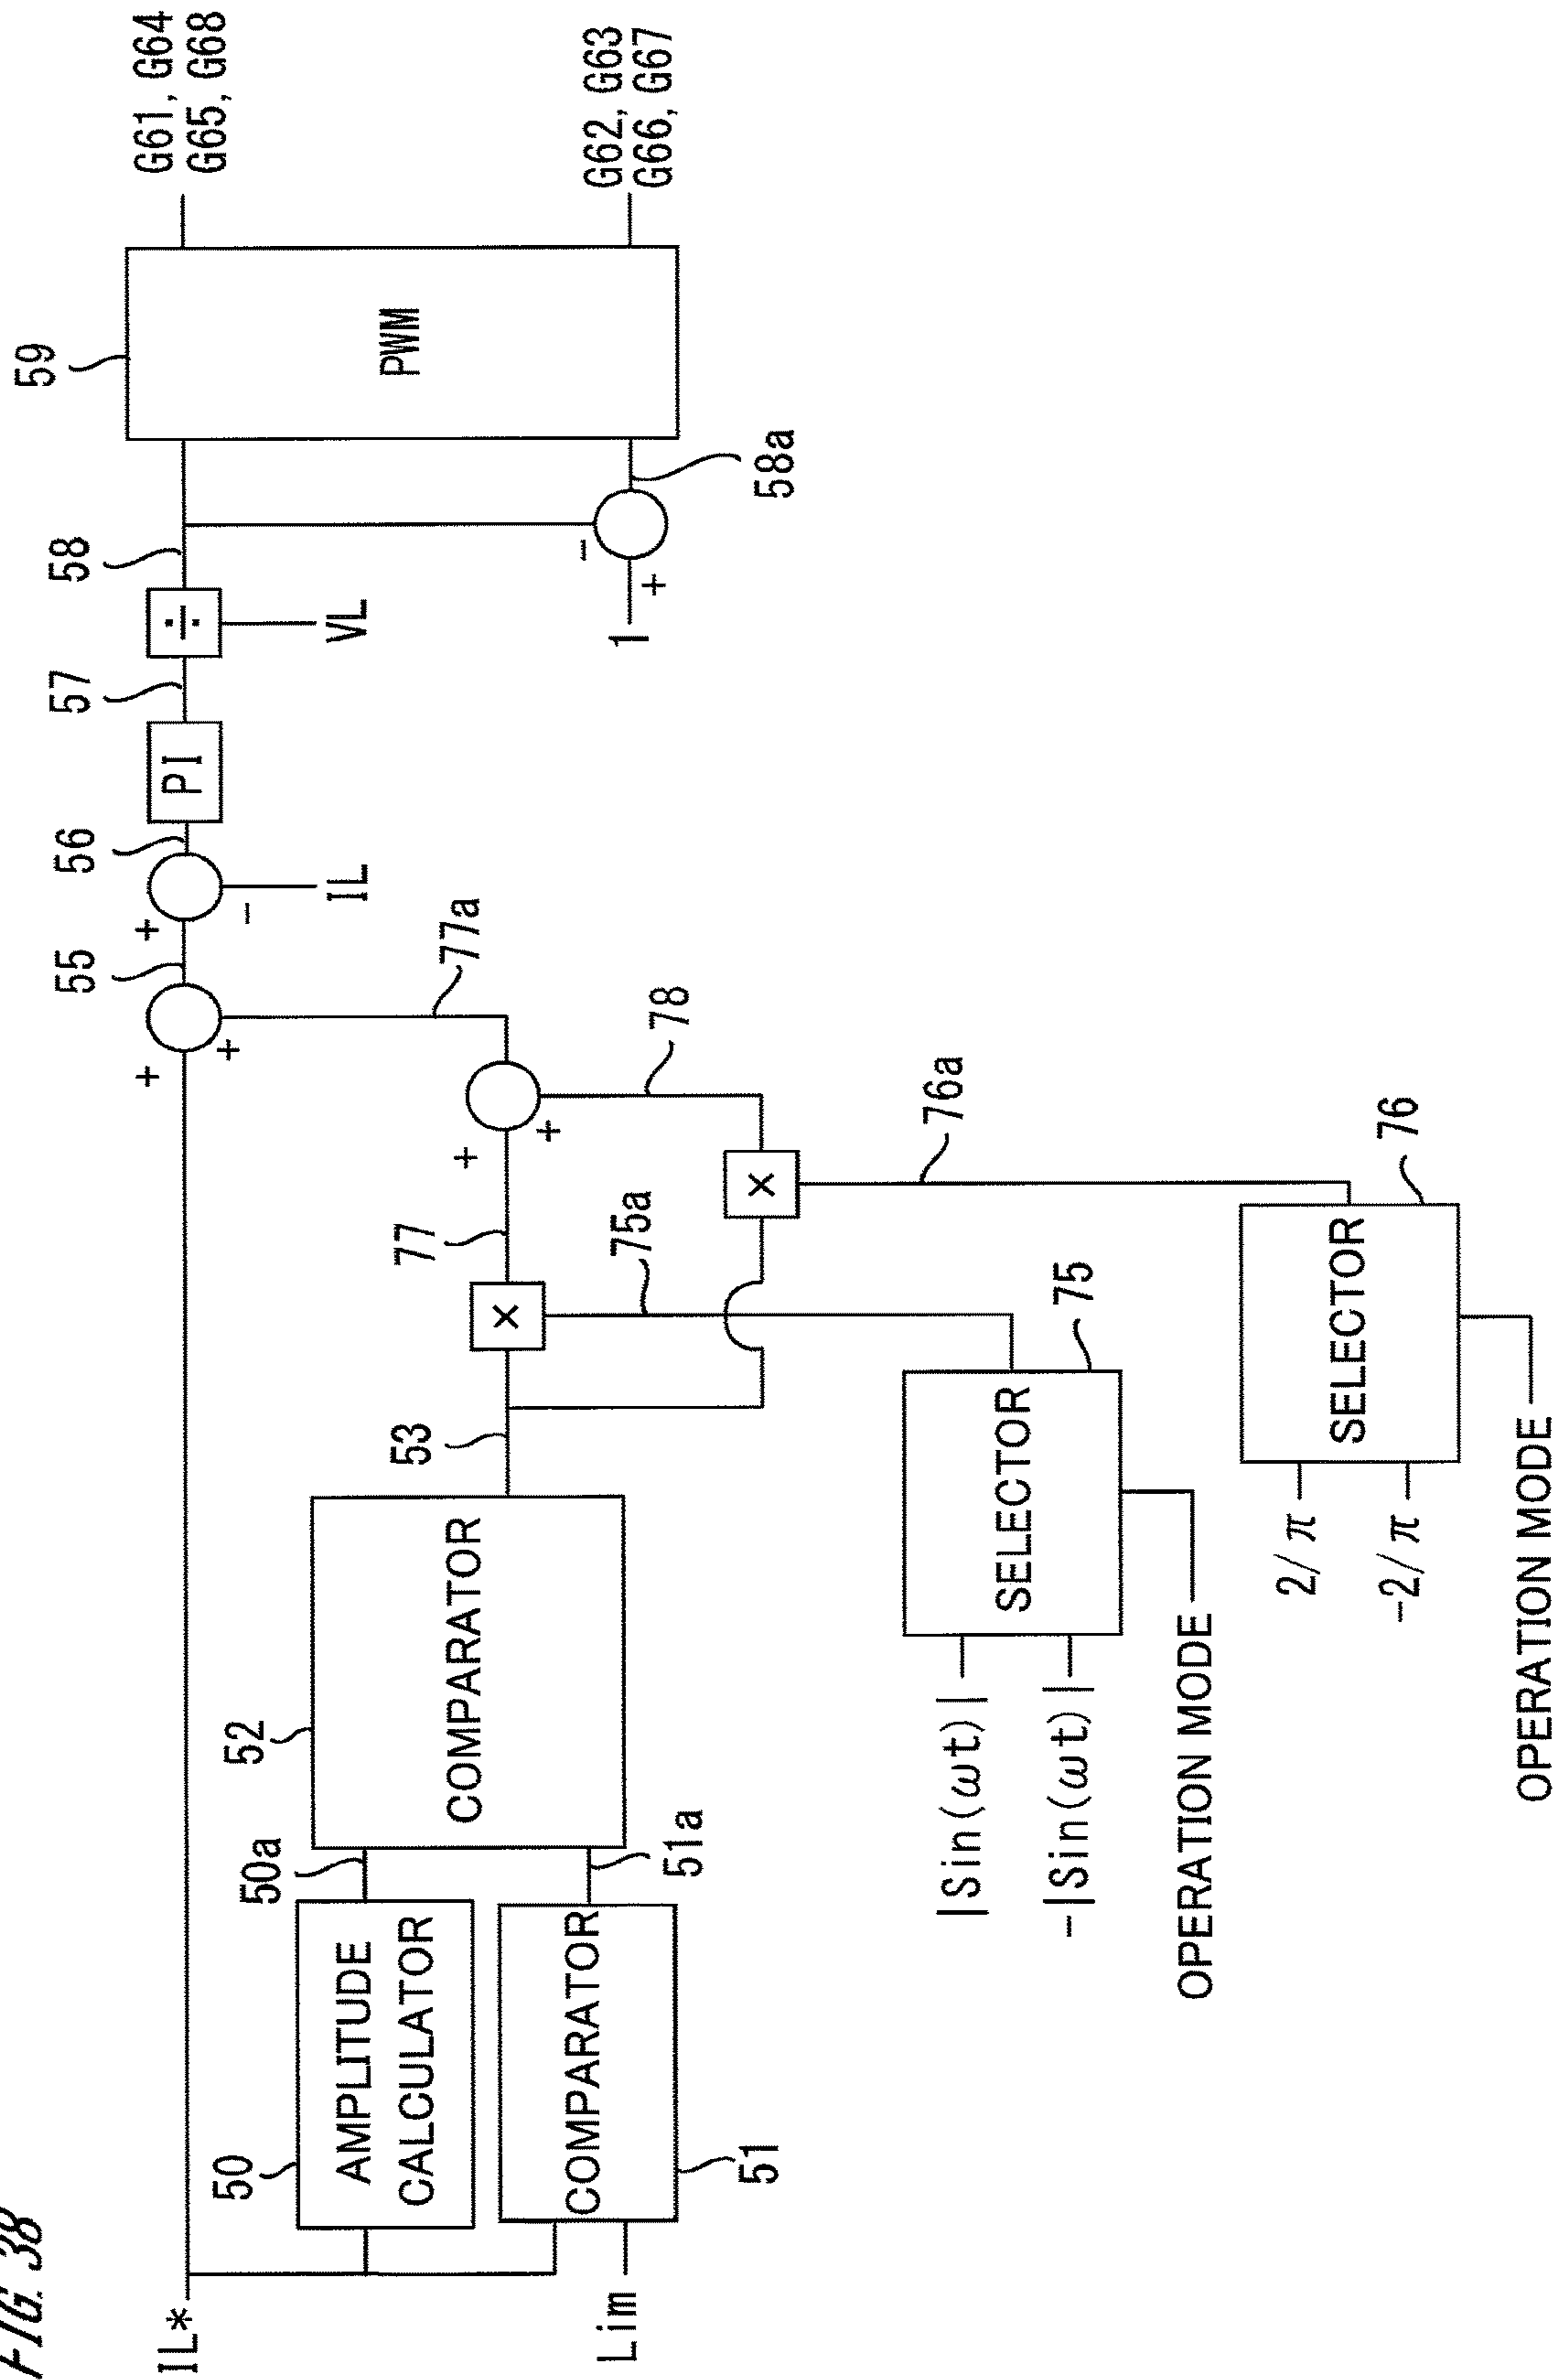 FIG. 38
IL*
50
AMPLITUDE
CALCULATOR
50a
Lim
COMPARATOR
51
51a
52
COMPARATOR
53
|Sin(ωt)|
-|Sin(ωt)|
OPERATION MODE
SELECTOR
75
75a
×
77
2/π
-2/π
OPERATION MODE
SELECTOR
76
76a
×
78
+
+
77a
+
+
55
+
-
IL
56
PI
57
÷
VL
58
1
+
-
58a
59
PWM
G61, G64
G65, G68
G62, G63
G66, G67